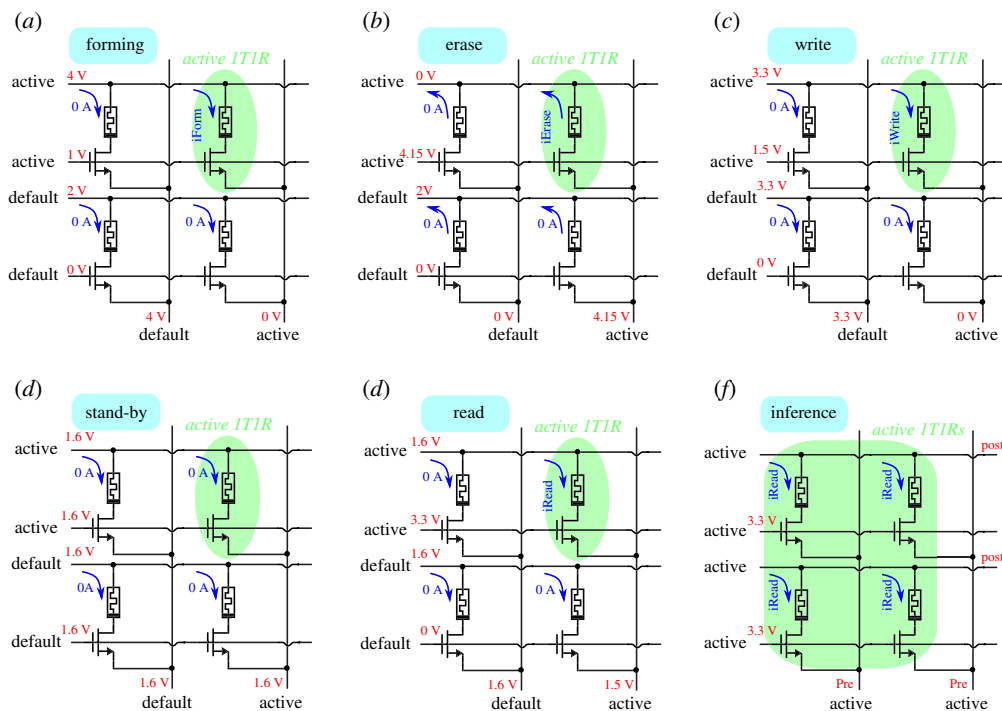 (a)
forming
active 1T1R
active
4 V
0 A
iForm
active
1 V
default
2 V
0 A
0 A
default
0 V
4 V
0 V
default
active
(b)
erase
active 1T1R
active
0 V
0 A
iErase
active
4.15 V
default
2V
0 A
0 A
default
0 V
0 V
4.15 V
default
active
(c)
write
active 1T1R
active
3.3 V
0 A
iWrite
active
1.5 V
default
3.3 V
0 A
0 A
default
0 V
3.3 V
0 V
default
active
(d)
stand-by
active 1T1R
active
1.6 V
0 A
0 A
active
1.6 V
default
1.6 V
0A
0 A
default
1.6 V
1.6 V
1.6 V
default
active
(d)
read
active 1T1R
active
1.6 V
0 A
iRead
active
3.3 V
default
1.6 V
0 A
0 A
default
0 V
1.6 V
1.5 V
default
active
(f)
inference
active 1T1Rs
active
post
iRead
iRead
active
3.3 V
active
post
iRead
iRead
active
3.3 V
Pre
Pre
active
active